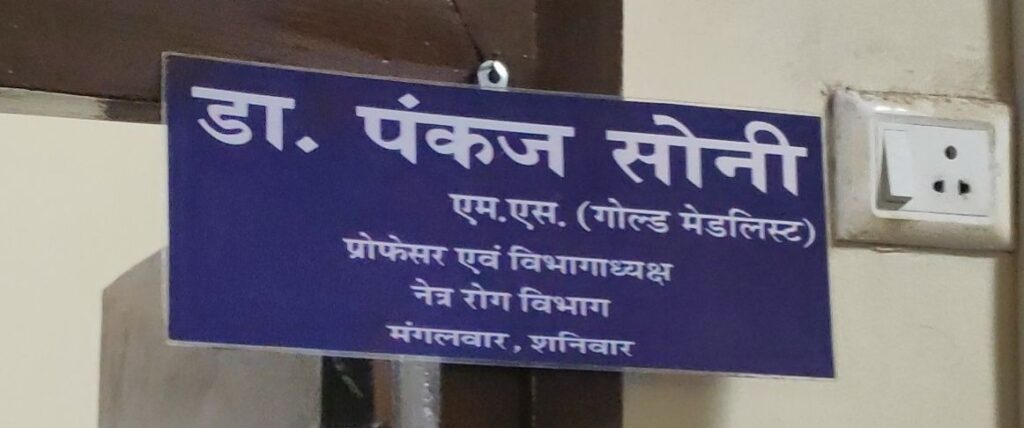 डा. पंकज सोनी
एम.एस. (गोल्ड मेडलिस्ट)
प्रोफेसर एवं विभागाध्यक्ष
नेत्र रोग विभाग
मंगलवार, शनिवार